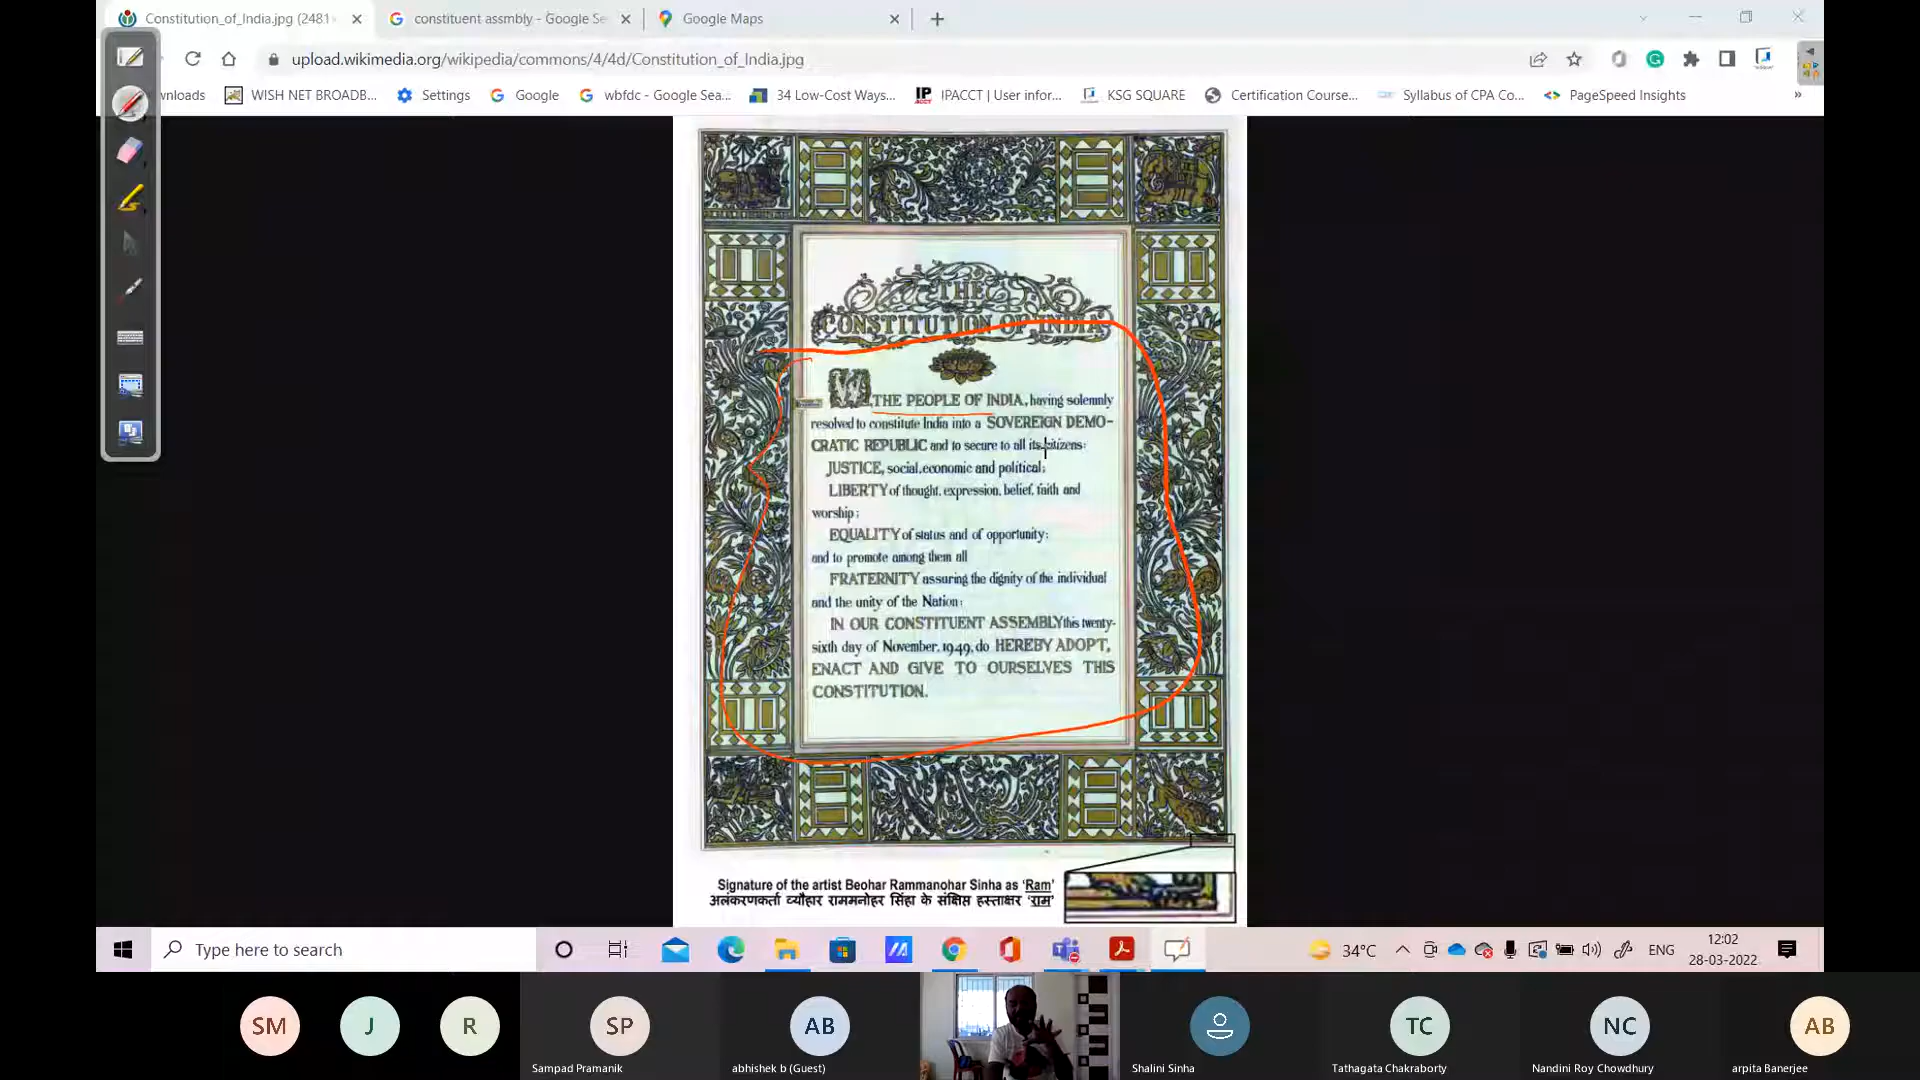 Constitution_of_India.jpg (2481
constituent assmbly - Google Se
Google Maps
upload.wikimedia.org/wikipedia/commons/4/4d/Constitution_of_India.jpg
wnloads
WISH NET BROADB...
Settings
Google
wbfdc - Google Sea...
34 Low-Cost Ways...
IPACCT | User infor...
KSG SQUARE
Certification Course...
Syllabus of CPA Co...
PageSpeed Insights
»
THE
CONSTITUTION OF INDIA
W, THE PEOPLE OF INDIA, having solemnly
resolved to constitute India into a SOVEREIGN DEMO-
CRATIC REPUBLIC and to secure to all its citizens:
JUSTICE, social, economic and political;
LIBERTY of thought, expression, belief, faith and
worship;
EQUALITY of status and of opportunity;
and to promote among them all
FRATERNITY assuring the dignity of the individual
and the unity of the Nation;
IN OUR CONSTITUENT ASSEMBLY this twenty-
sixth day of November, 1949, do HEREBY ADOPT,
ENACT AND GIVE TO OURSELVES THIS
CONSTITUTION.
Signature of the artist Beohar Rammanohar Sinha as 'Ram'
अलंकरणकर्ता ब्यौहार राममनोहर सिंहा के संक्षिप्त हस्ताक्षर 'राम'
Type here to search
34°C
ENG
12:02
28-03-2022
SM
J
R
SP
AB
TC
NC
AB
Sampad Pramanik
abhishek b (Guest)
Shalini Sinha
Tathagata Chakraborty
Nandini Roy Chowdhury
arpita Banerjee